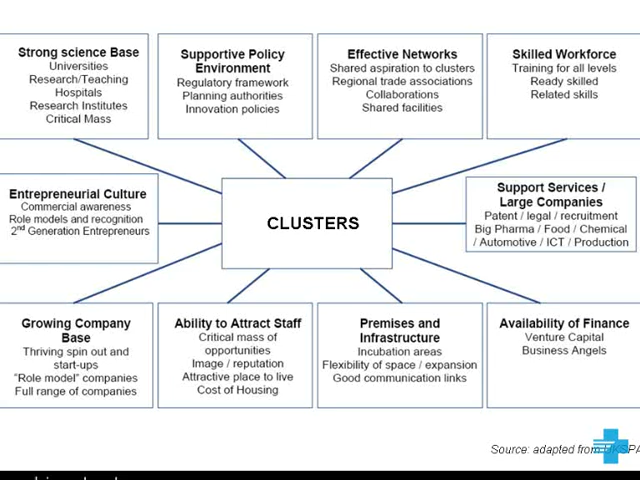 Strong science Base
Universities
Research/Teaching
Hospitals
Research Institutes
Critical Mass
Supportive Policy
Environment
Regulatory framework
Planning authorities
Innovation policies
Effective Networks
Shared aspiration to clusters
Regional trade associations
Collaborations
Shared facilities
Skilled Workforce
Training for all levels
Ready skilled
Related skills
Entrepreneurial Culture
Commercial awareness
Role models and recognition
2nd Generation Entrepreneurs
CLUSTERS
Support Services /
Large Companies
Patent / legal / recruitment
Big Pharma / Food / Chemical
/ Automotive / ICT / Production
Growing Company
Base
Thriving spin out and
start-ups
"Role model" companies
Full range of companies
Ability to Attract Staff
Critical mass of
opportunities
Image / reputation
Attractive place to live
Cost of Housing
Premises and
Infrastructure
Incubation areas
Flexibility of space / expansion
Good communication links
Availability of Finance
Venture Capital
Business Angels
Source: adapted from